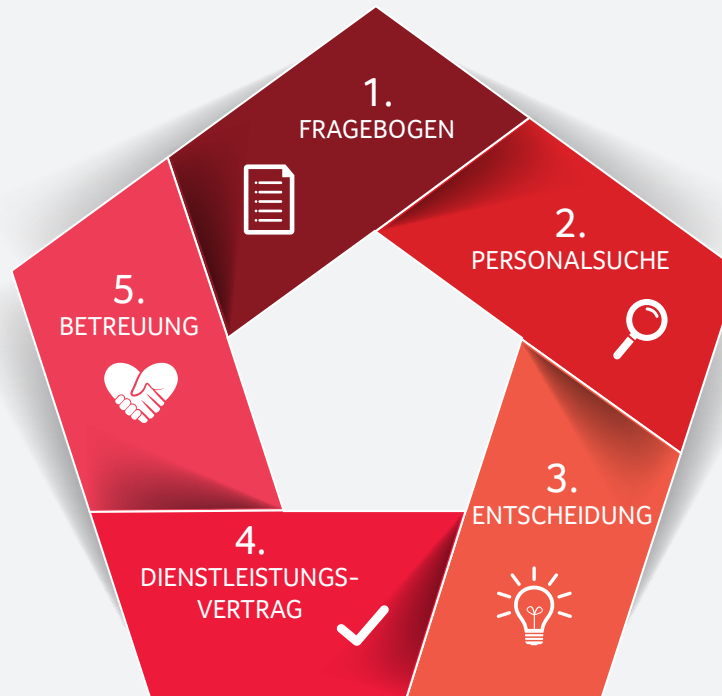 1.
FRAGEBOGEN
2.
PERSONALSUCHE
3.
ENTSCHEIDUNG
4.
DIENSTLEISTUNGS-
VERTRAG
5.
BETREUUNG